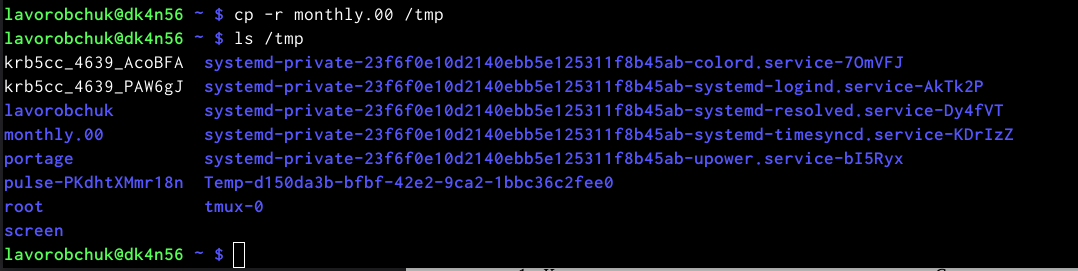 lavorobchuk@dk4n56 ~ $ cp -r monthly.00 /tmp
lavorobchuk@dk4n56 ~ $ ls /tmp
krb5cc_4639_AcoBFA  systemd-private-23f6f0e10d2140ebb5e125311f8b45ab-colord.service-7OmVFJ
krb5cc_4639_PAW6gJ  systemd-private-23f6f0e10d2140ebb5e125311f8b45ab-systemd-logind.service-AkTk2P
lavorobchuk         systemd-private-23f6f0e10d2140ebb5e125311f8b45ab-systemd-resolved.service-Dy4fVT
monthly.00          systemd-private-23f6f0e10d2140ebb5e125311f8b45ab-systemd-timesyncd.service-KDrIzZ
portage             systemd-private-23f6f0e10d2140ebb5e125311f8b45ab-upower.service-bI5Ryx
pulse-PKdhtXMmr18n  Temp-d150da3b-bfbf-42e2-9ca2-1bbc36c2fee0
root                tmux-0
screen
lavorobchuk@dk4n56 ~ $